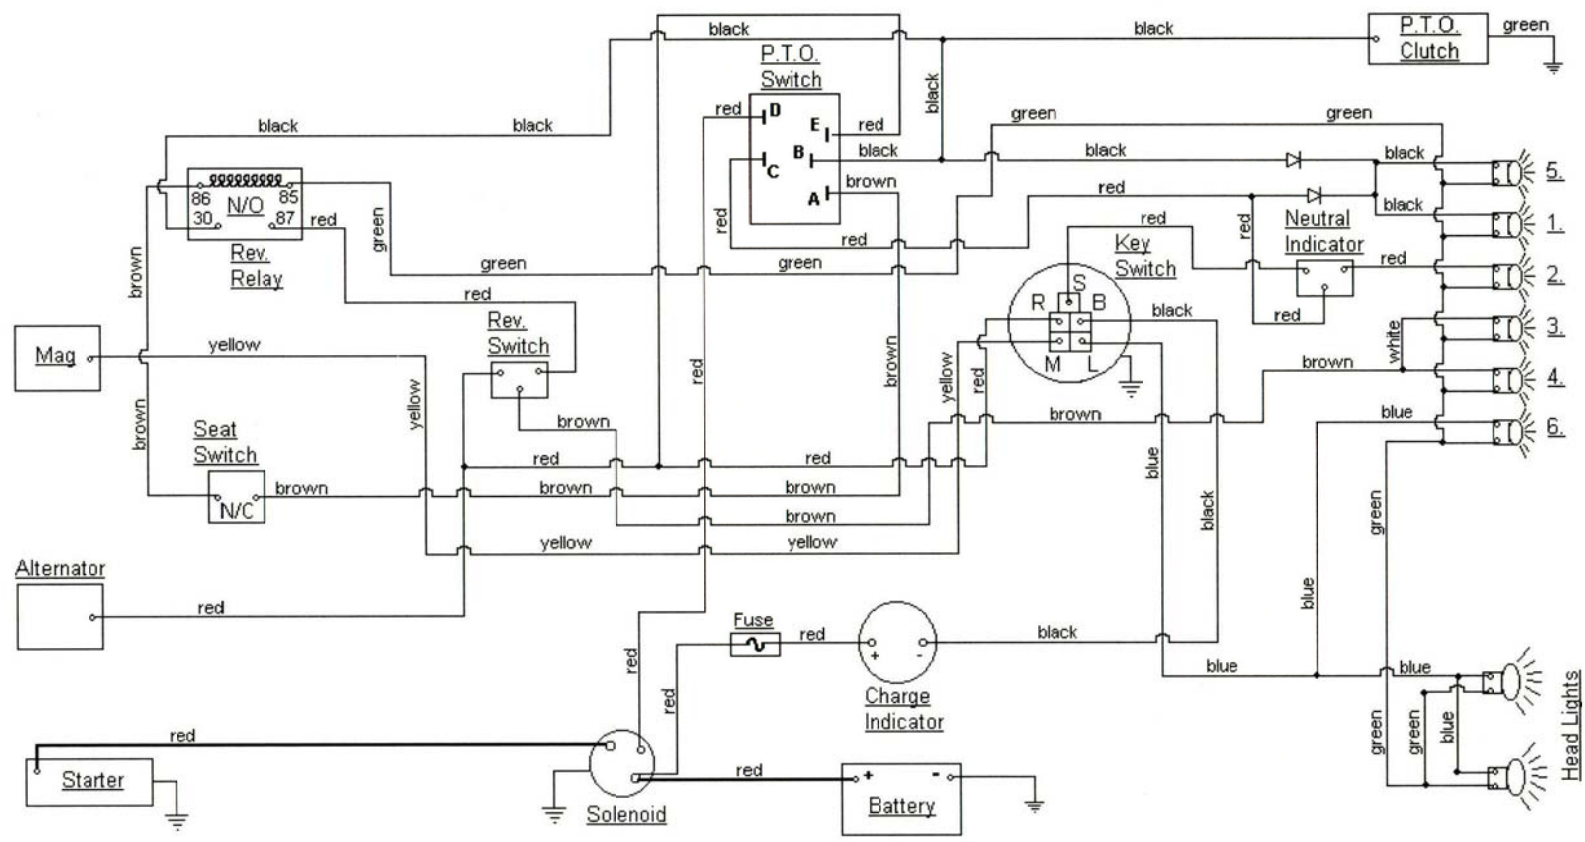 black
black
P.T.O.
Clutch
green
P.T.O.
Switch
black
red
D
E
red
C
B
black
A
brown
black
black
green
green
black
black
5.
86
85
30
N/O
87
red
Rev.
Relay
green
red
red
green
green
red
red
Key
Switch
red
Neutral
Indicator
black
1.
red
2.
brown
red
Rev.
Switch
R
S
B
M
L
black
red
white
3.
Mag
yellow
yellow
brown
red
brown
yellow
red
brown
4.
brown
brown
blue
6.
Seat
Switch
N/C
brown
red
red
brown
brown
brown
yellow
yellow
blue
black
green
blue
Alternator
red
Fuse
red
red
red
+
-
Charge
Indicator
black
blue
blue
green
green
blue
Head Lights
red
Starter
Solenoid
red
+
-
Battery